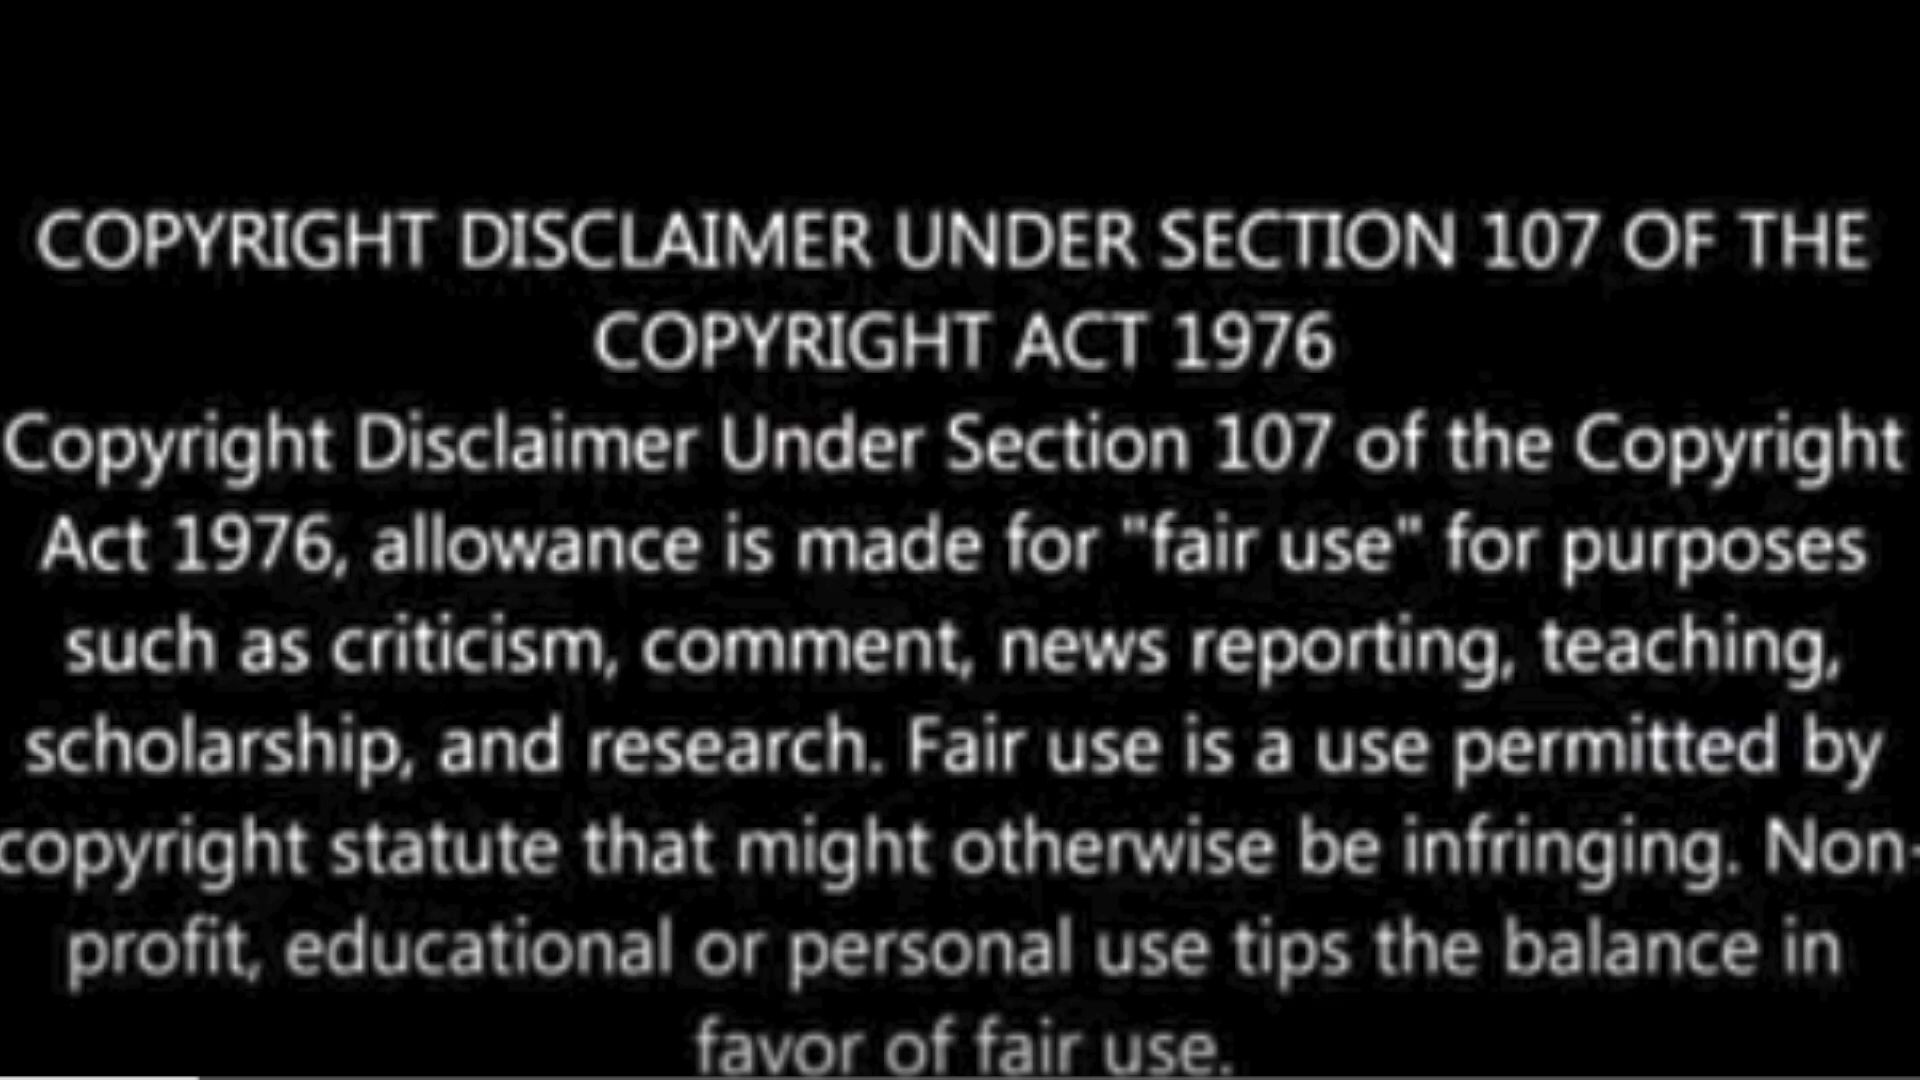 COPYRIGHT DISCLAIMER UNDER SECTION 107 OF THE
COPYRIGHT ACT 1976
Copyright Disclaimer Under Section 107 of the Copyright
Act 1976, allowance is made for "fair use" for purposes
such as criticism, comment, news reporting, teaching,
scholarship, and research. Fair use is a use permitted by
copyright statute that might otherwise be infringing. Non-
profit, educational or personal use tips the balance in
favor of fair use.